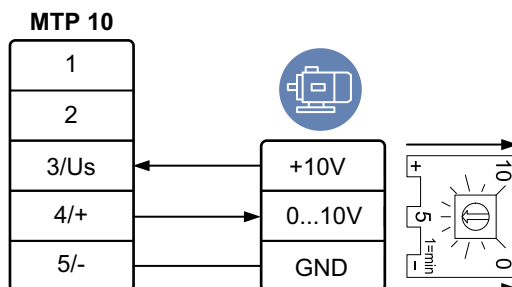 MTP 10
1
2
3/Us
+10V
4/+
0...10V
5/-
GND
+ 10
5
1=min
- 0